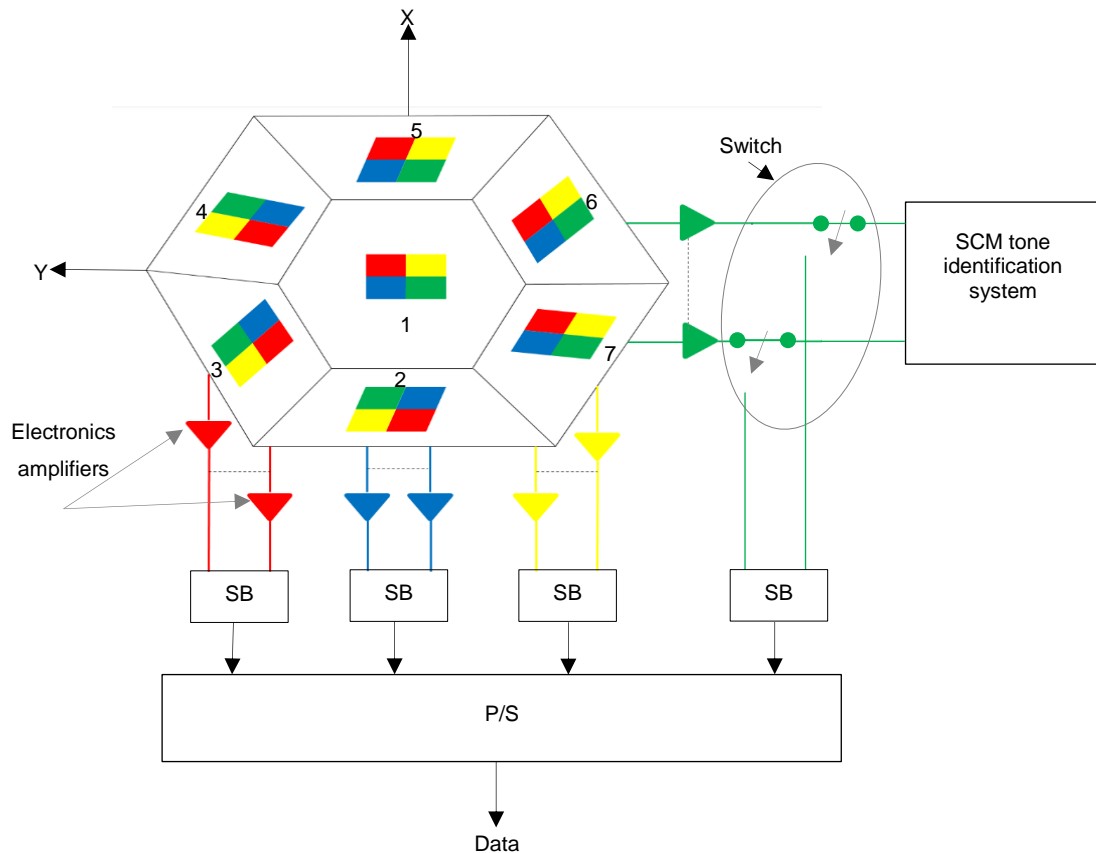 X
5
Switch
4
6
SCM tone
identification
system
Y
1
3
2
7
Electronics
amplifiers
SB
SB
SB
SB
P/S
Data